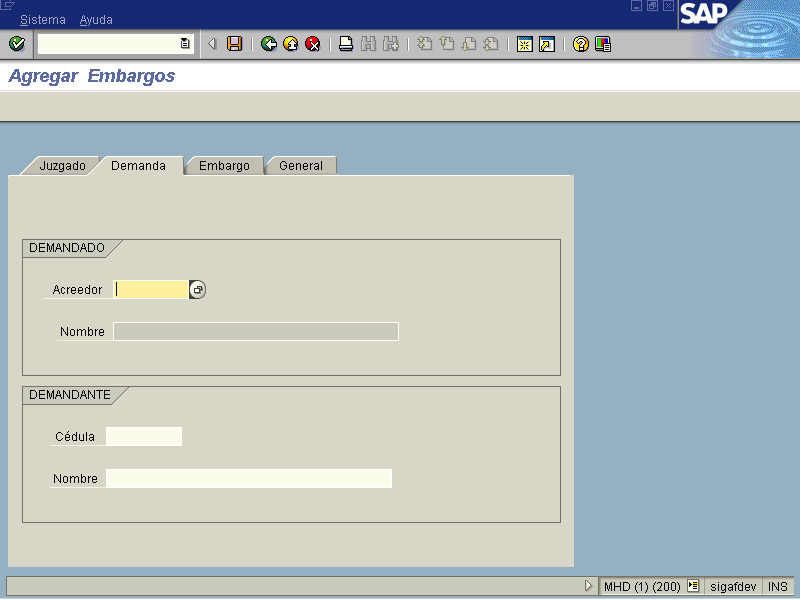 Sistema Ayuda
SAP
Agregar Embargos
Juzgado Demanda Embargo General
DEMANDADO
Acreedor
Nombre
DEMANDANTE
Cédula
Nombre
MHD (1) (200) sigafdev INS